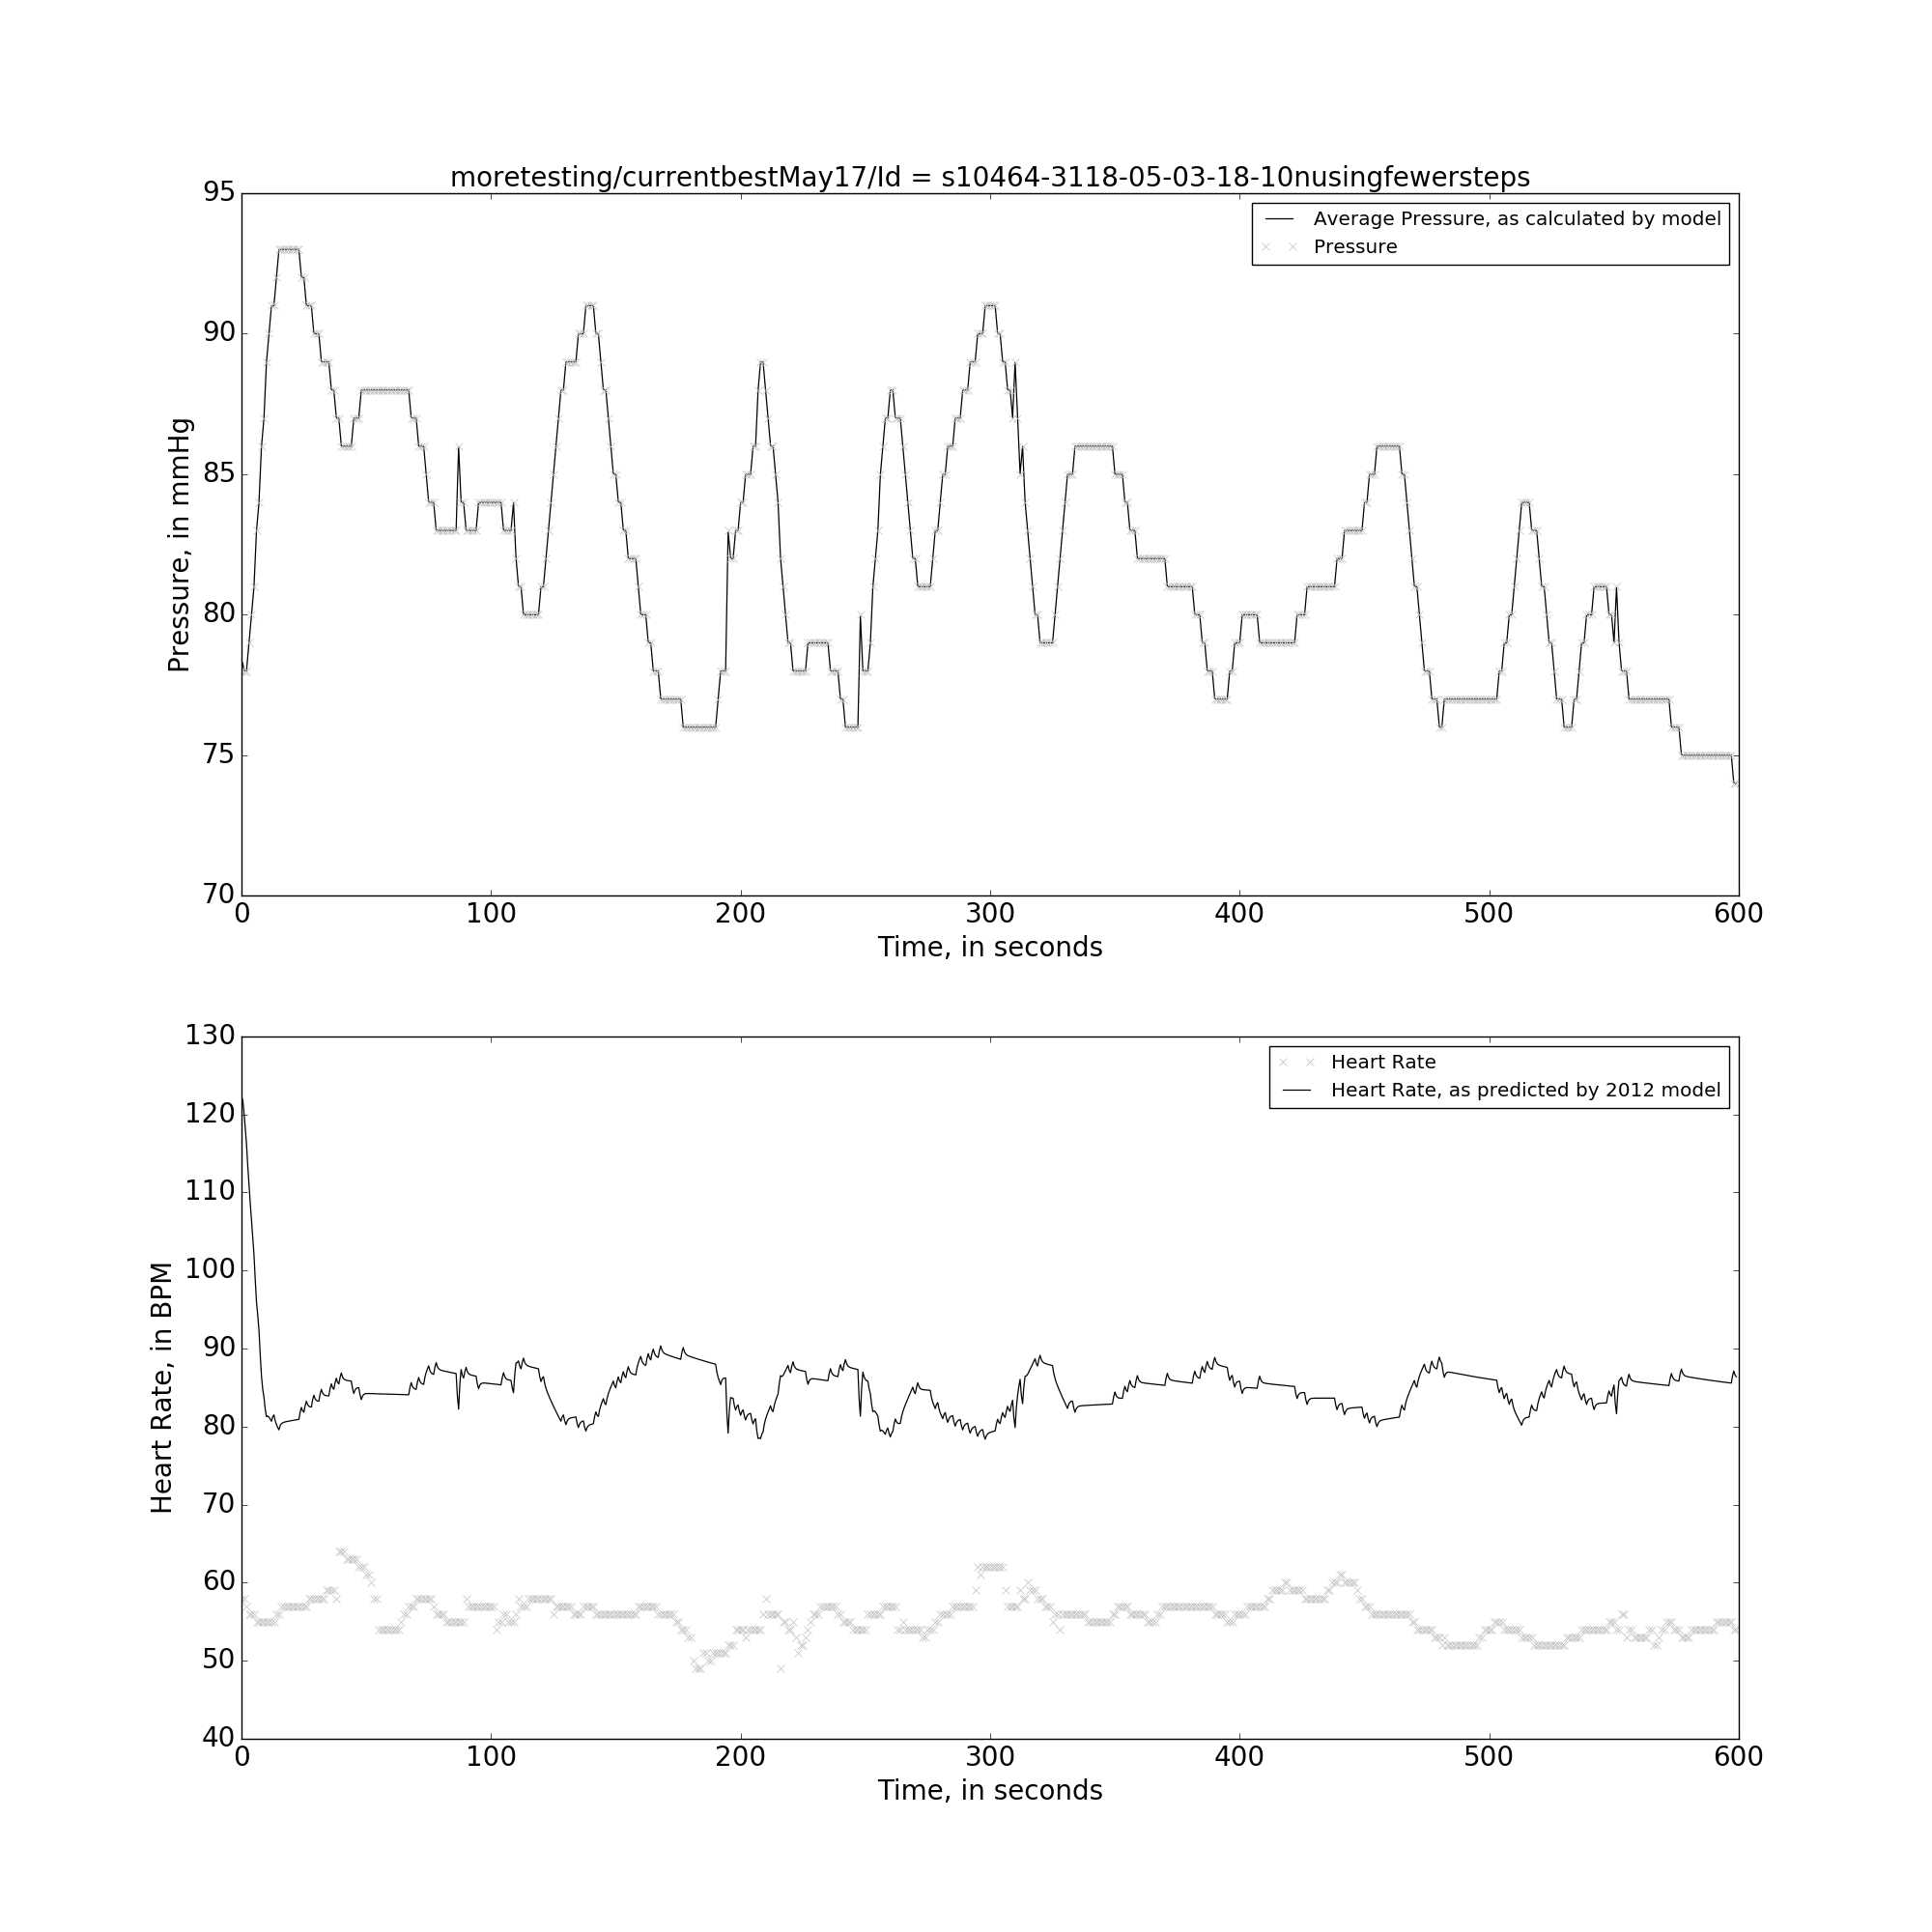 moretesting/currentbestMay17/Id = s10464-3118-05-03-18-10nusingfewersteps
95
90
85
80
75
70
Pressure, in mmHg
Average Pressure, as calculated by model
Pressure
0 100 200 300 400 500 600
Time, in seconds
130
120
110
100
90
80
70
60
50
40
Heart Rate, in BPM
Heart Rate
Heart Rate, as predicted by 2012 model
0 100 200 300 400 500 600
Time, in seconds